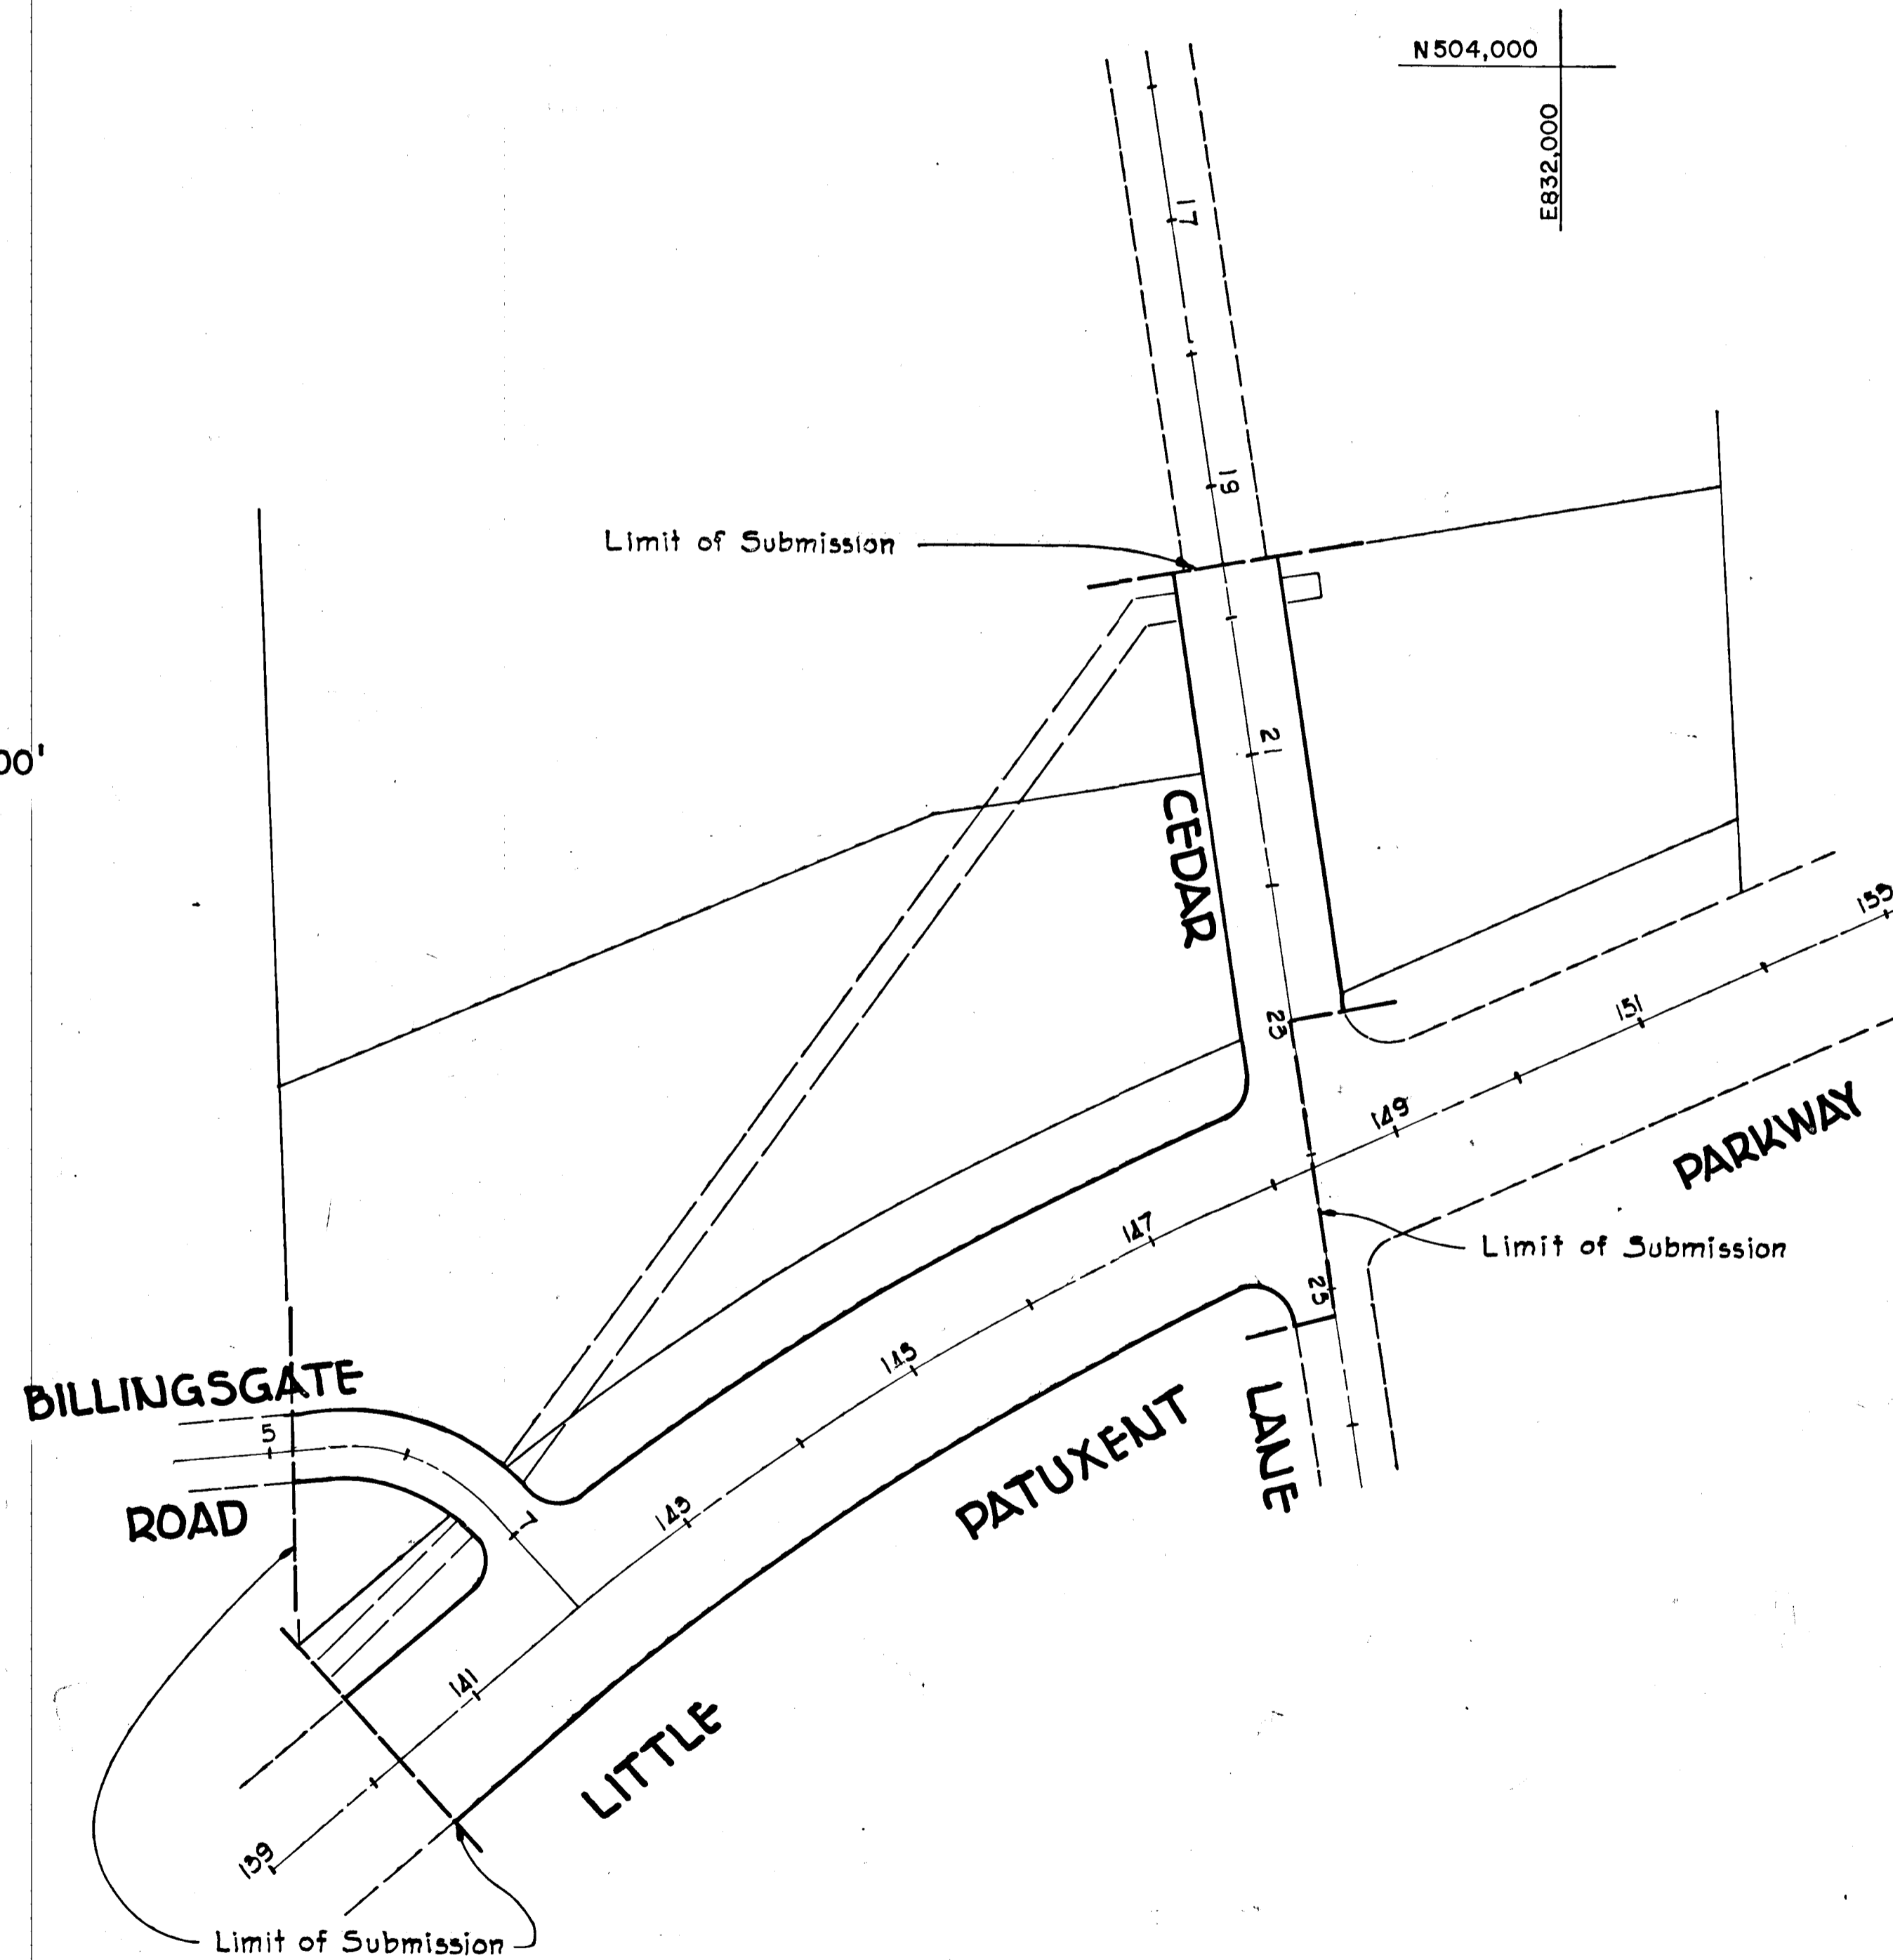 N504,000
E832,000
17
19
Limit of Submission
00'
21
CEDAR
23
153
151
149
PARKWAY
147
Limit of Submission
25
145
BILLINGSGATE
5
ROAD
7
143
PATUXENT
LANE
141
LITTLE
139
Limit of Submission